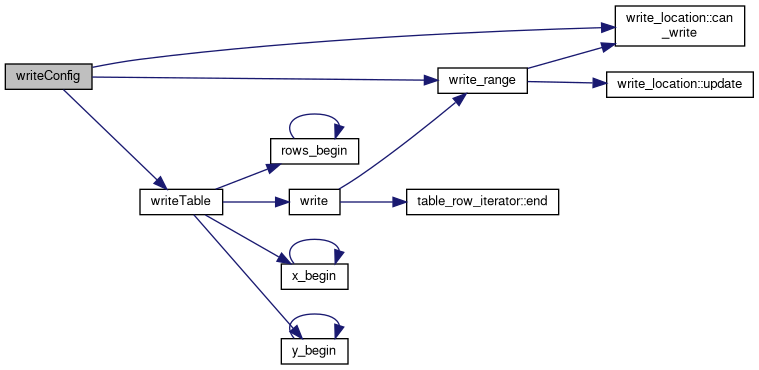 write_location::can
_write
writeConfig
write_range
write_location::update
rows_begin
writeTable
write
table_row_iterator::end
x_begin
y_begin